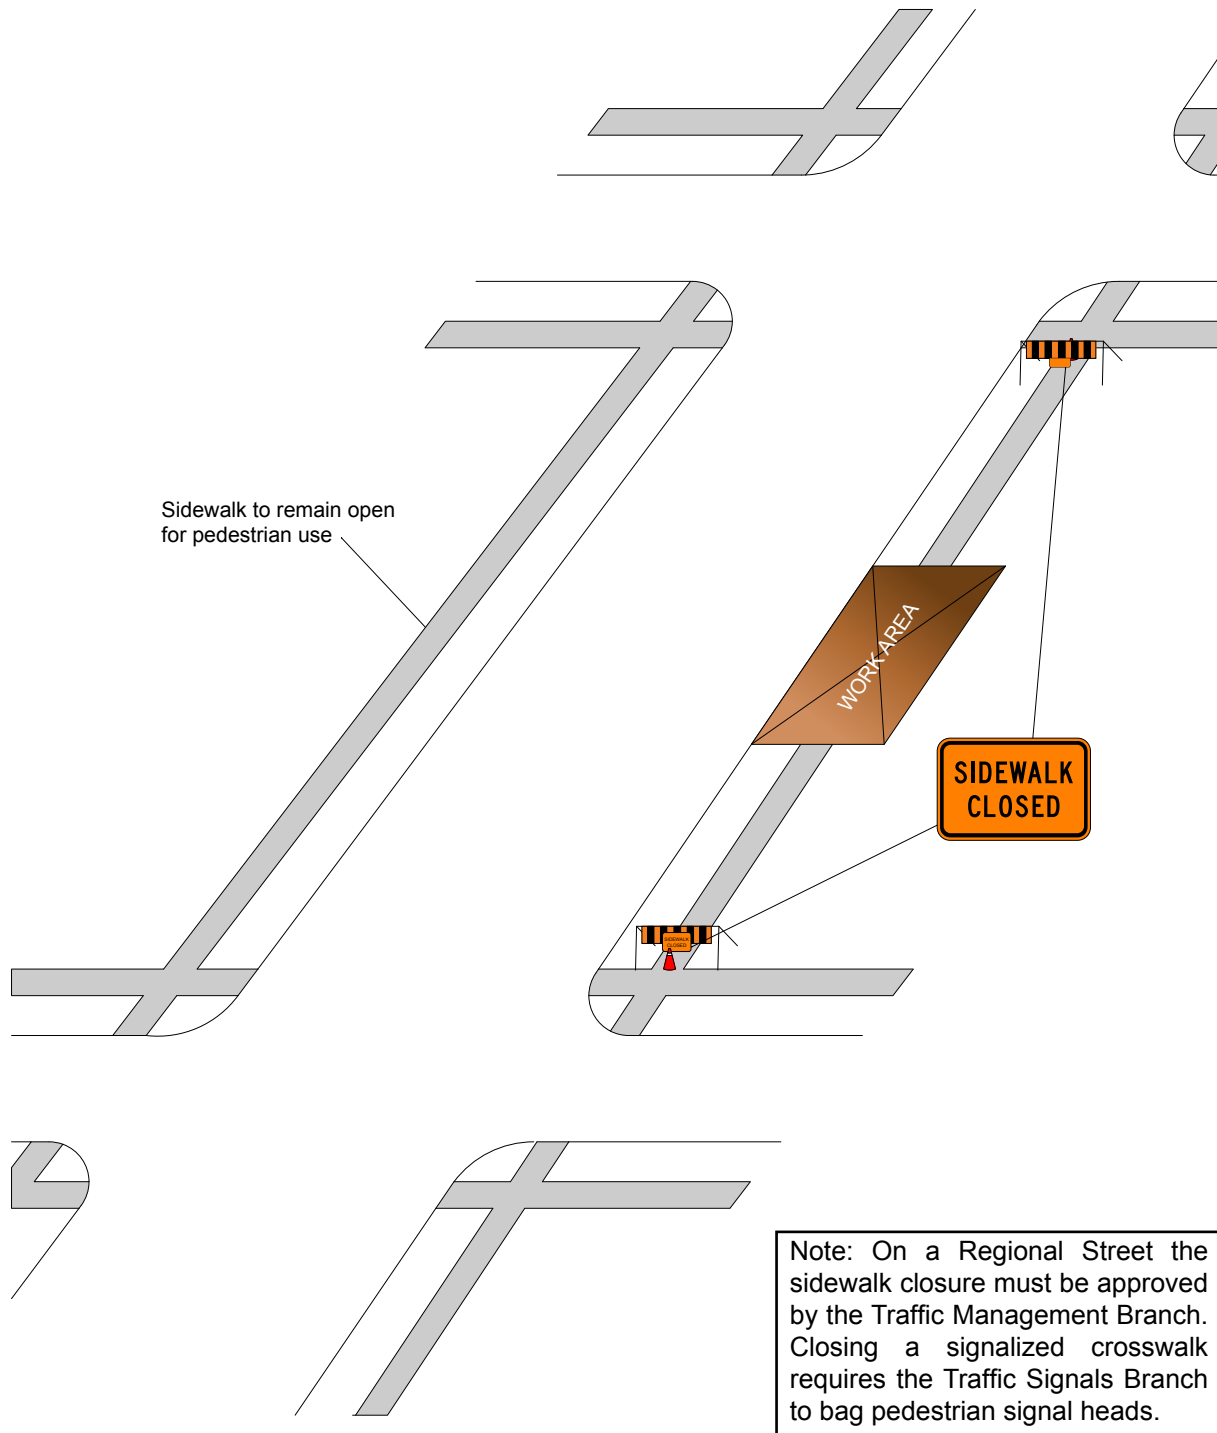 Sidewalk to remain open
for pedestrian use
WORK AREA
SIDEWALK
CLOSED
SIDEWALK
CLOSED
Note: On a Regional Street the
sidewalk closure must be approved
by the Traffic Management Branch.
Closing a signalized crosswalk
requires the Traffic Signals Branch
to bag pedestrian signal heads.